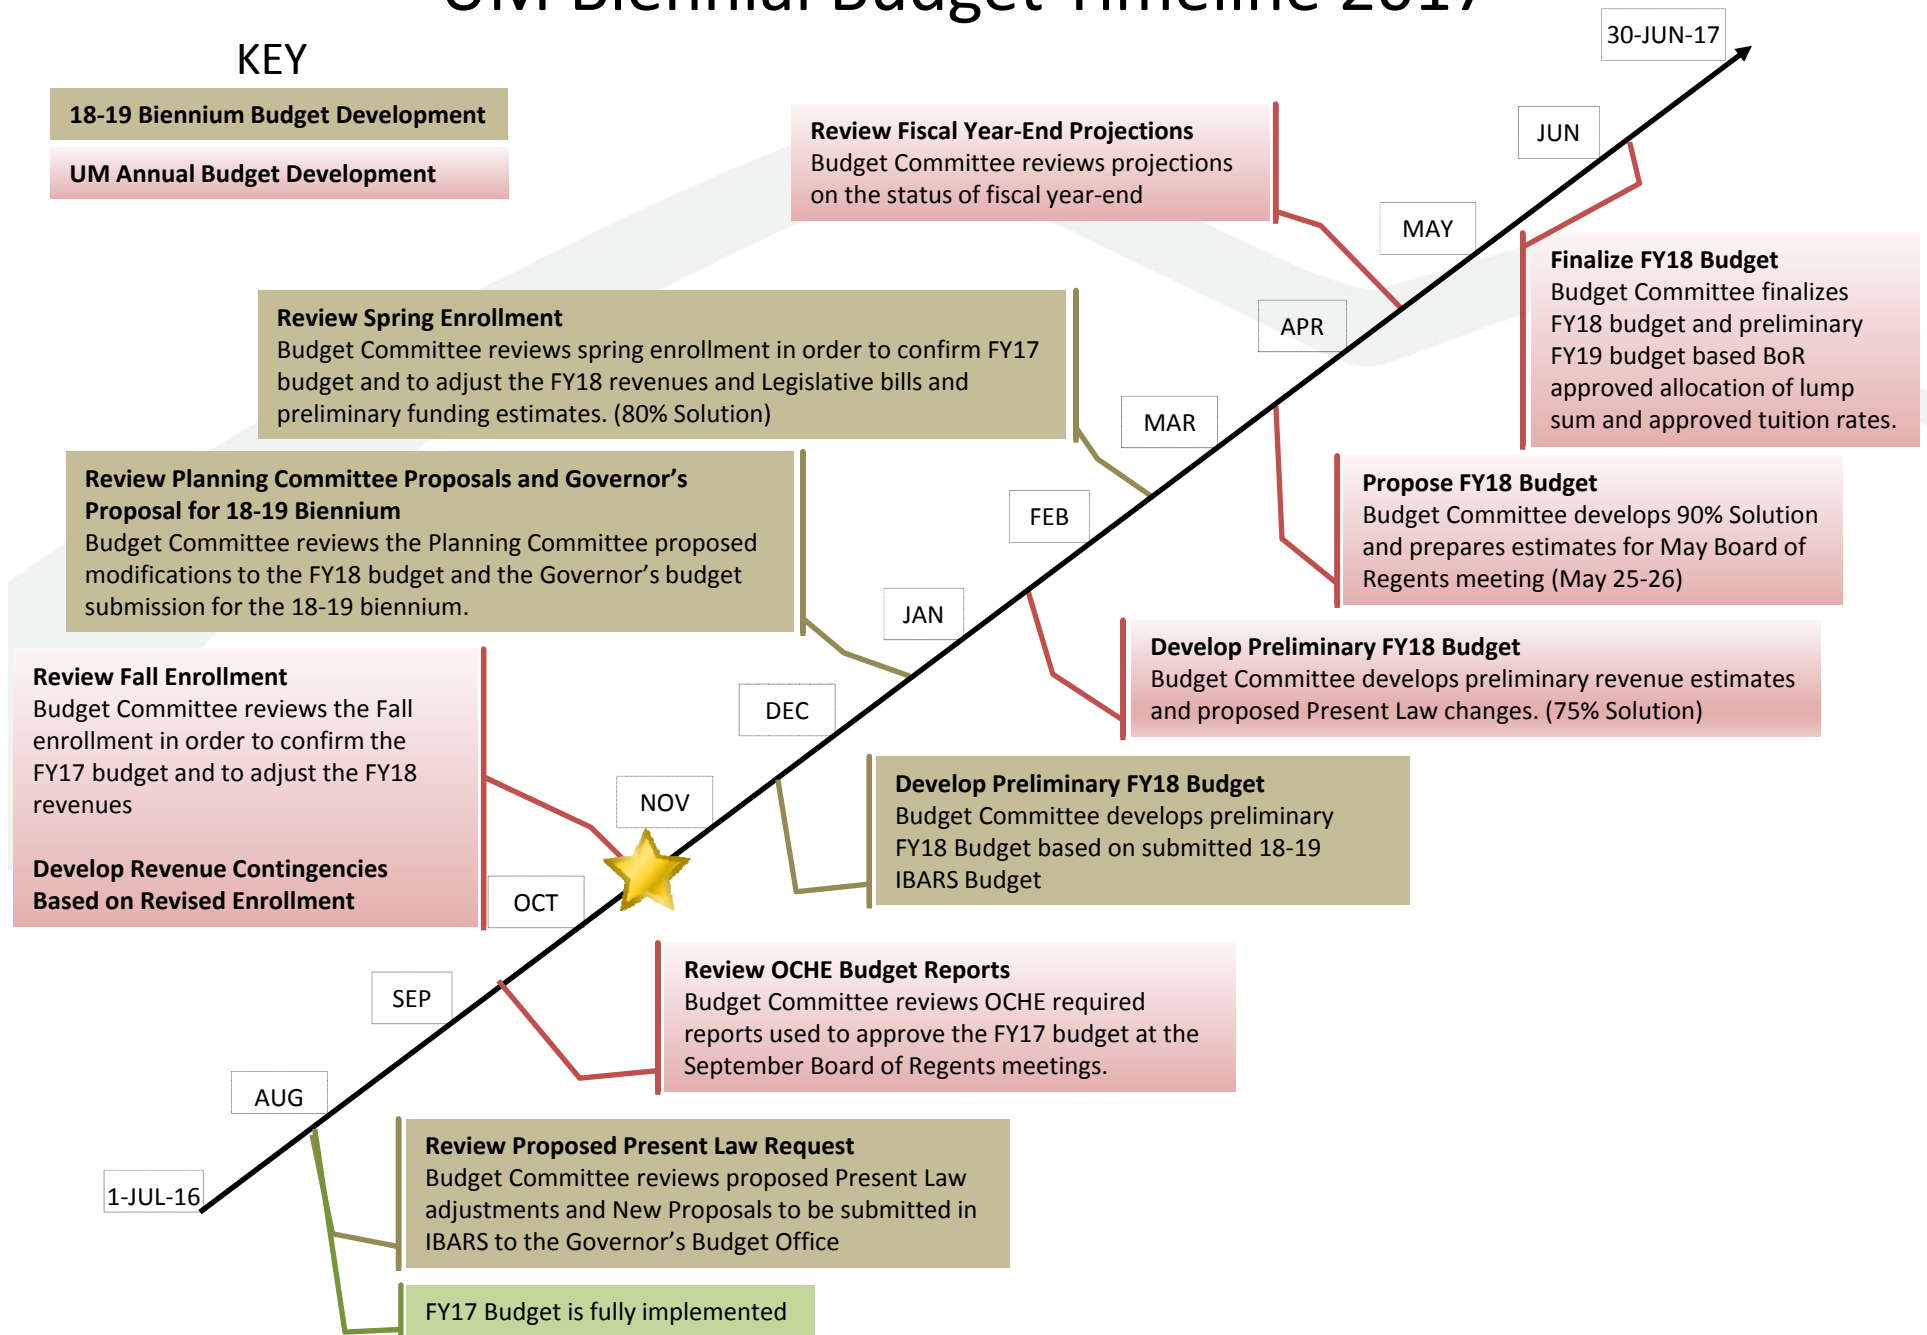 UM Biennial Budget Timeline 2017
KEY
18-19 Biennium Budget Development
UM Annual Budget Development
30-JUN-17
JUN
MAY
APR
MAR
FEB
JAN
DEC
NOV
OCT
SEP
AUG
1-JUL-16
Review Fiscal Year-End Projections
Budget Committee reviews projections
on the status of fiscal year-end
Finalize FY18 Budget
Budget Committee finalizes
FY18 budget and preliminary
FY19 budget based BoR
approved allocation of lump
sum and approved tuition rates.
Review Spring Enrollment
Budget Committee reviews spring enrollment in order to confirm FY17
budget and to adjust the FY18 revenues and Legislative bills and
preliminary funding estimates. (80% Solution)
Propose FY18 Budget
Budget Committee develops 90% Solution
and prepares estimates for May Board of
Regents meeting (May 25-26)
Review Planning Committee Proposals and Governor’s
Proposal for 18-19 Biennium
Budget Committee reviews the Planning Committee proposed
modifications to the FY18 budget and the Governor’s budget
submission for the 18-19 biennium.
Develop Preliminary FY18 Budget
Budget Committee develops preliminary revenue estimates
and proposed Present Law changes. (75% Solution)
Review Fall Enrollment
Budget Committee reviews the Fall
enrollment in order to confirm the
FY17 budget and to adjust the FY18
revenues
Develop Revenue Contingencies
Based on Revised Enrollment
Develop Preliminary FY18 Budget
Budget Committee develops preliminary
FY18 Budget based on submitted 18-19
IBARS Budget
Review OCHE Budget Reports
Budget Committee reviews OCHE required
reports used to approve the FY17 budget at the
September Board of Regents meetings.
Review Proposed Present Law Request
Budget Committee reviews proposed Present Law
adjustments and New Proposals to be submitted in
IBARS to the Governor’s Budget Office
FY17 Budget is fully implemented